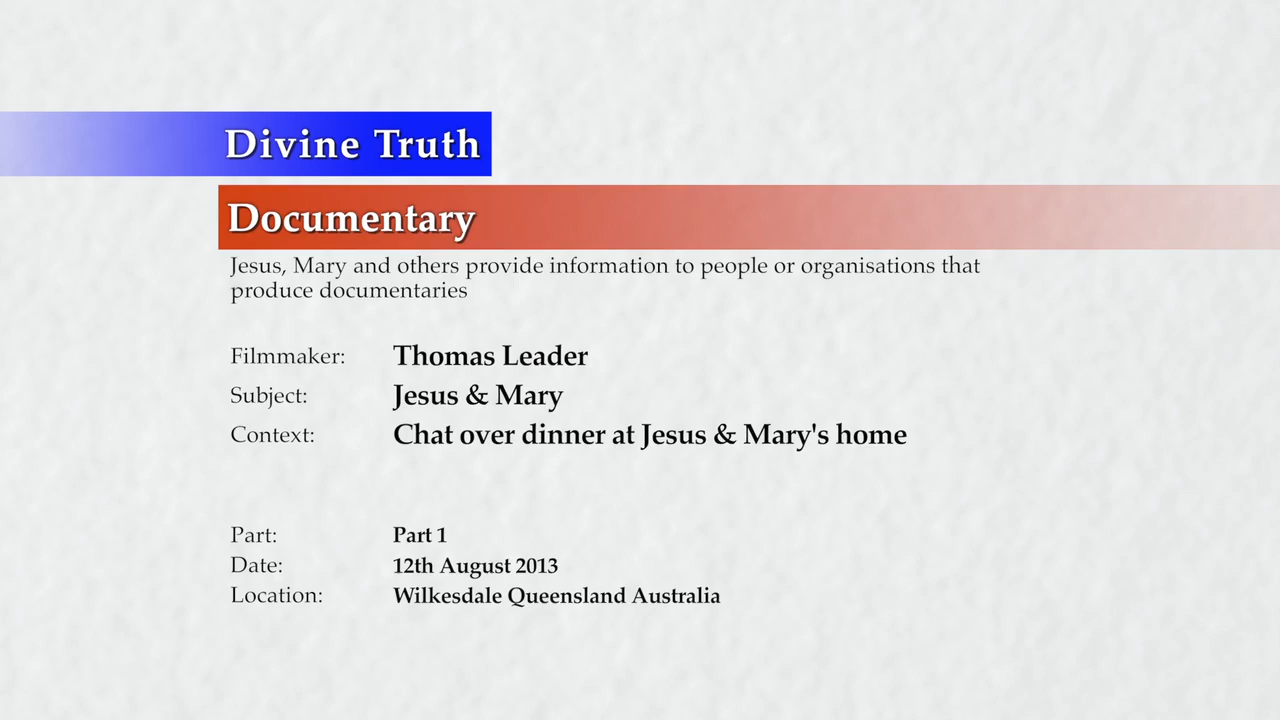 Divine Truth
Documentary
Jesus, Mary and others provide information to people or organisations that
produce documentaries
Filmmaker: Thomas Leader
Subject: Jesus & Mary
Context: Chat over dinner at Jesus & Mary's home
Part: Part 1
Date: 12th August 2013
Location: Wilkesdale Queensland Australia